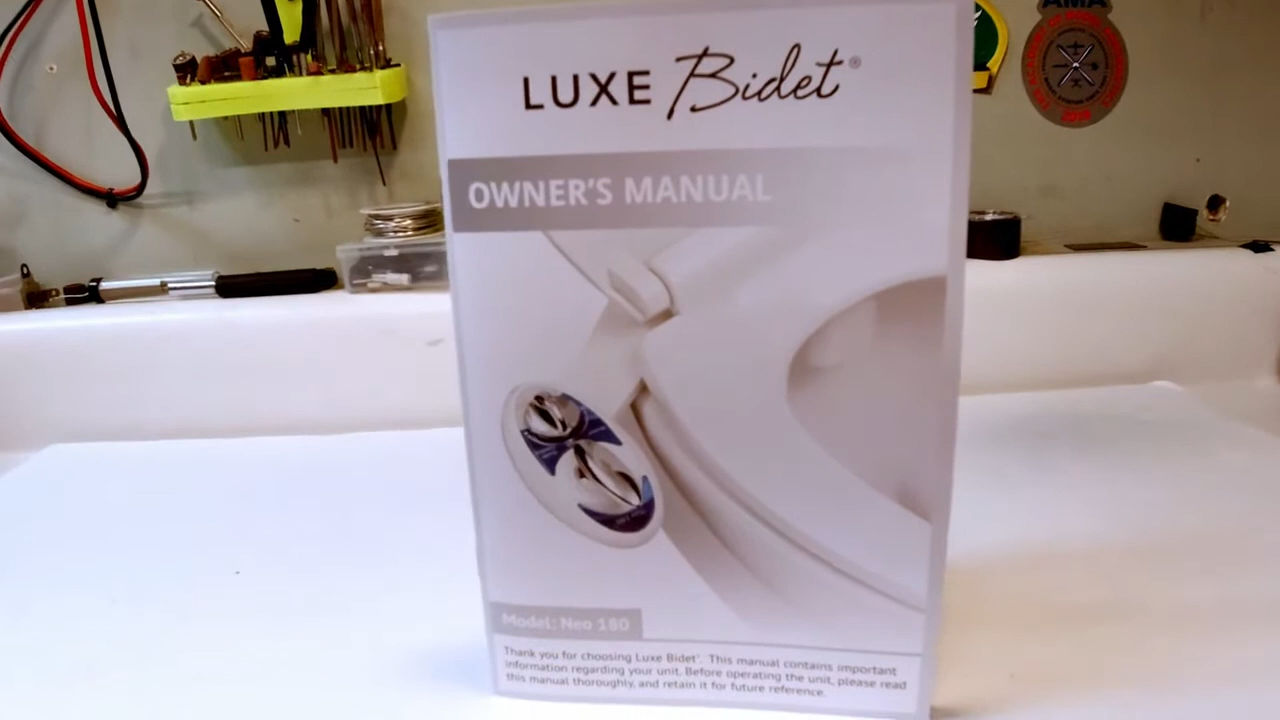 AMA
LUXE Bidet®
OWNER'S MANUAL
Model: Neo 180
Thank you for choosing Luxe Bidet®. This manual contains important
information regarding your unit. Before operating the unit, please read
this manual thoroughly, and retain it for future reference.